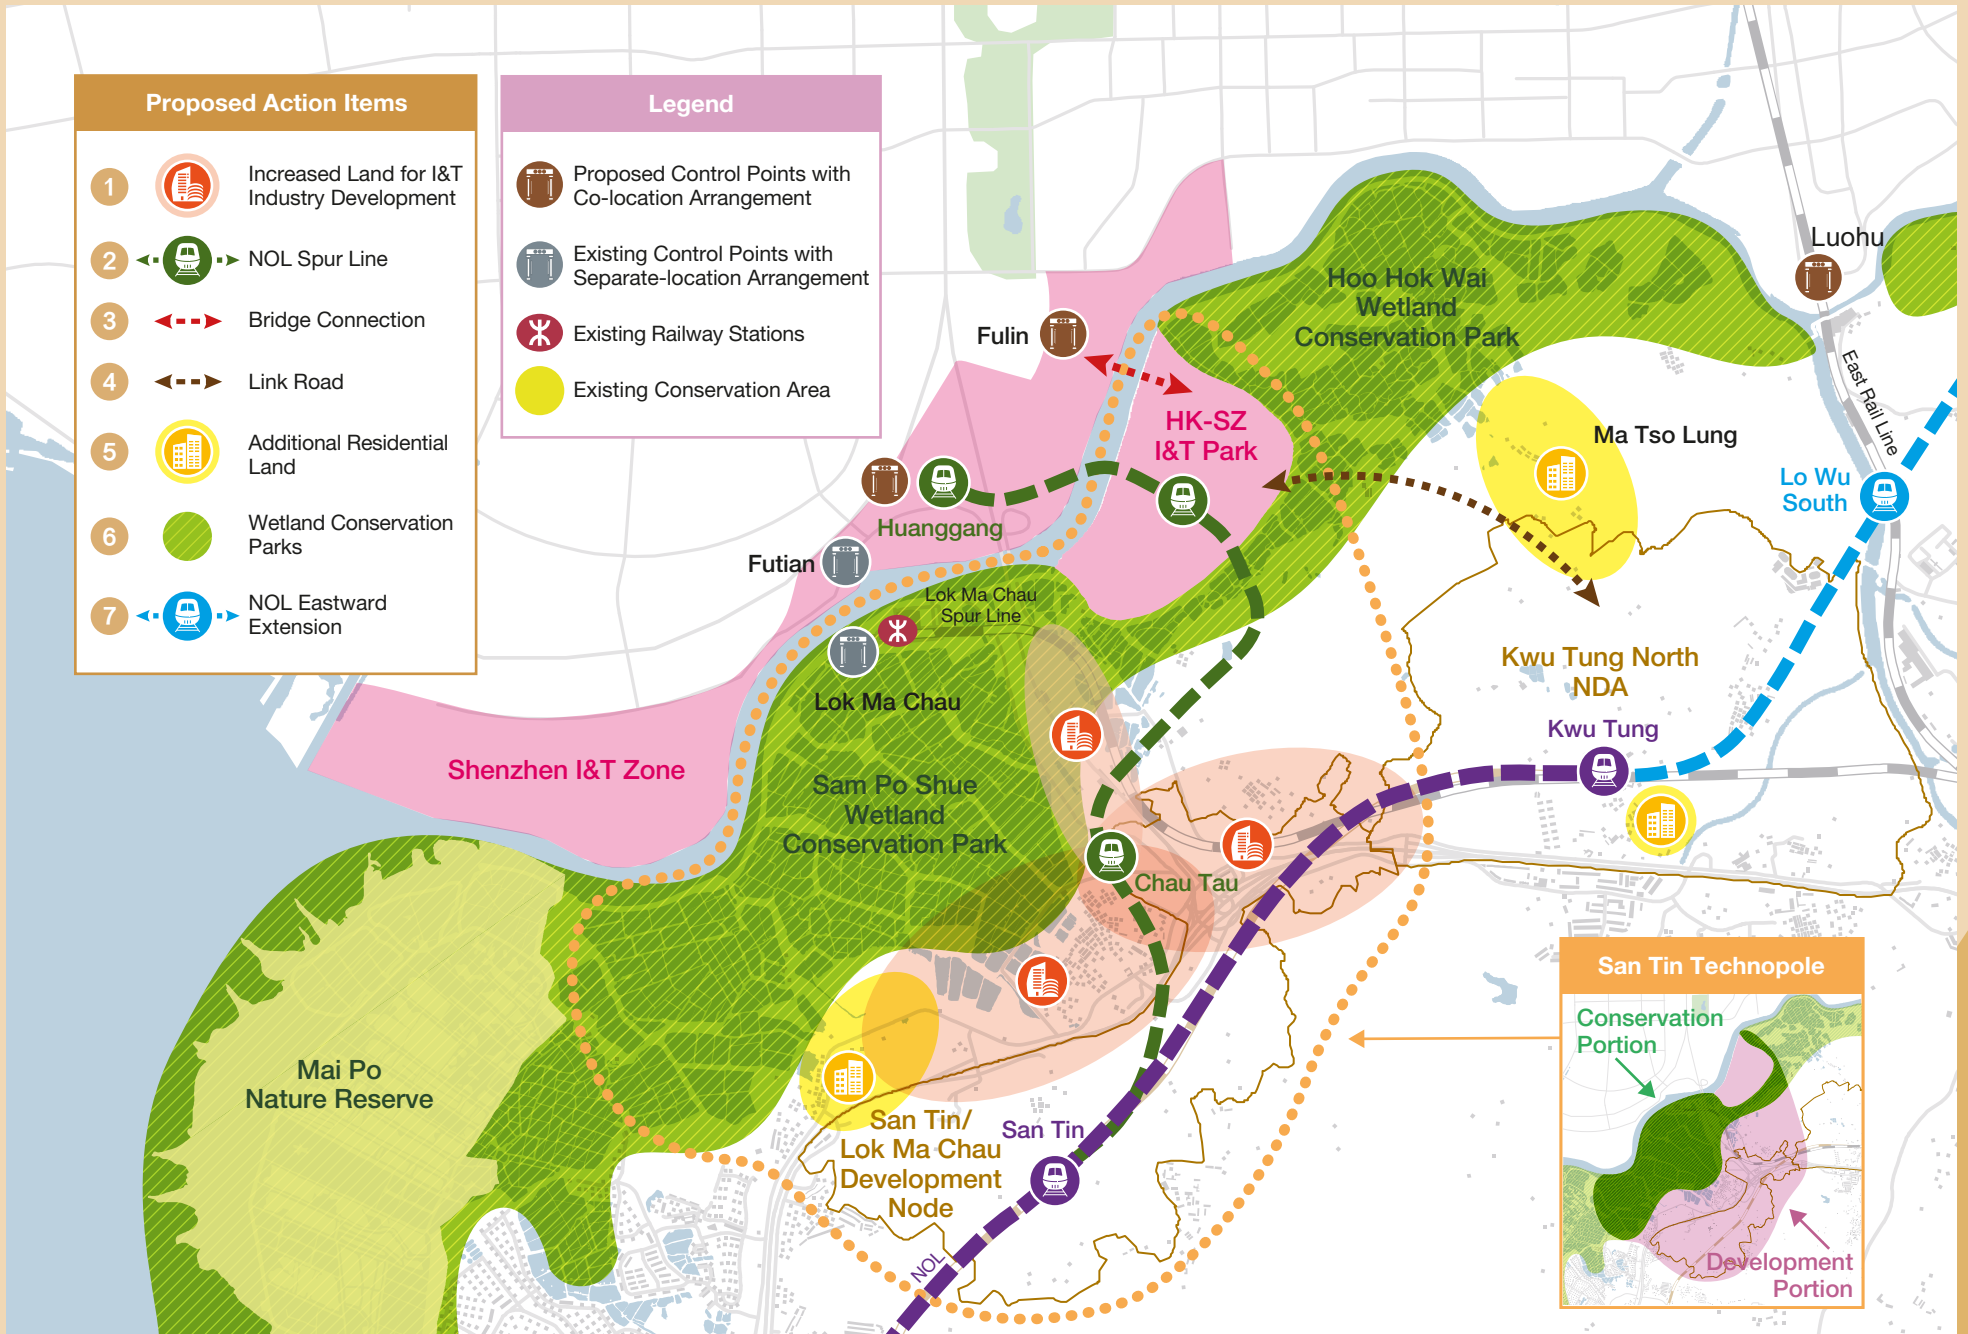 Proposed Action Items
1
Increased Land for I&T
Industry Development
2
NOL Spur Line
3
Bridge Connection
4
Link Road
5
Additional Residential
Land
6
Wetland Conservation
Parks
7
NOL Eastward
Extension
Legend
Proposed Control Points with
Co-location Arrangement
Existing Control Points with
Separate-location Arrangement
Existing Railway Stations
Existing Conservation Area
Luohu
Hoo Hok Wai
Wetland
Conservation Park
Fulin
East Rail Line
HK-SZ
I&T Park
Ma Tso Lung
Lo Wu
South
Huanggang
Futian
Lok Ma Chau
Spur Line
Lok Ma Chau
Kwu Tung North
NDA
Kwu Tung
Shenzhen I&T Zone
Sam Po Shue
Wetland
Conservation Park
Chau Tau
Mai Po
Nature Reserve
San Tin/
Lok Ma Chau
Development
Node
San Tin
NOL
San Tin Technopole
Conservation
Portion
Development
Portion